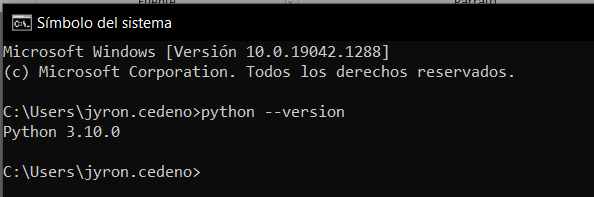 Símbolo del sistema
Microsoft Windows [Versión 10.0.19042.1288]
(c) Microsoft Corporation. Todos los derechos reservados.
C:\Users\jyron.cedeno>python --version
Python 3.10.0
C:\Users\jyron.cedeno>